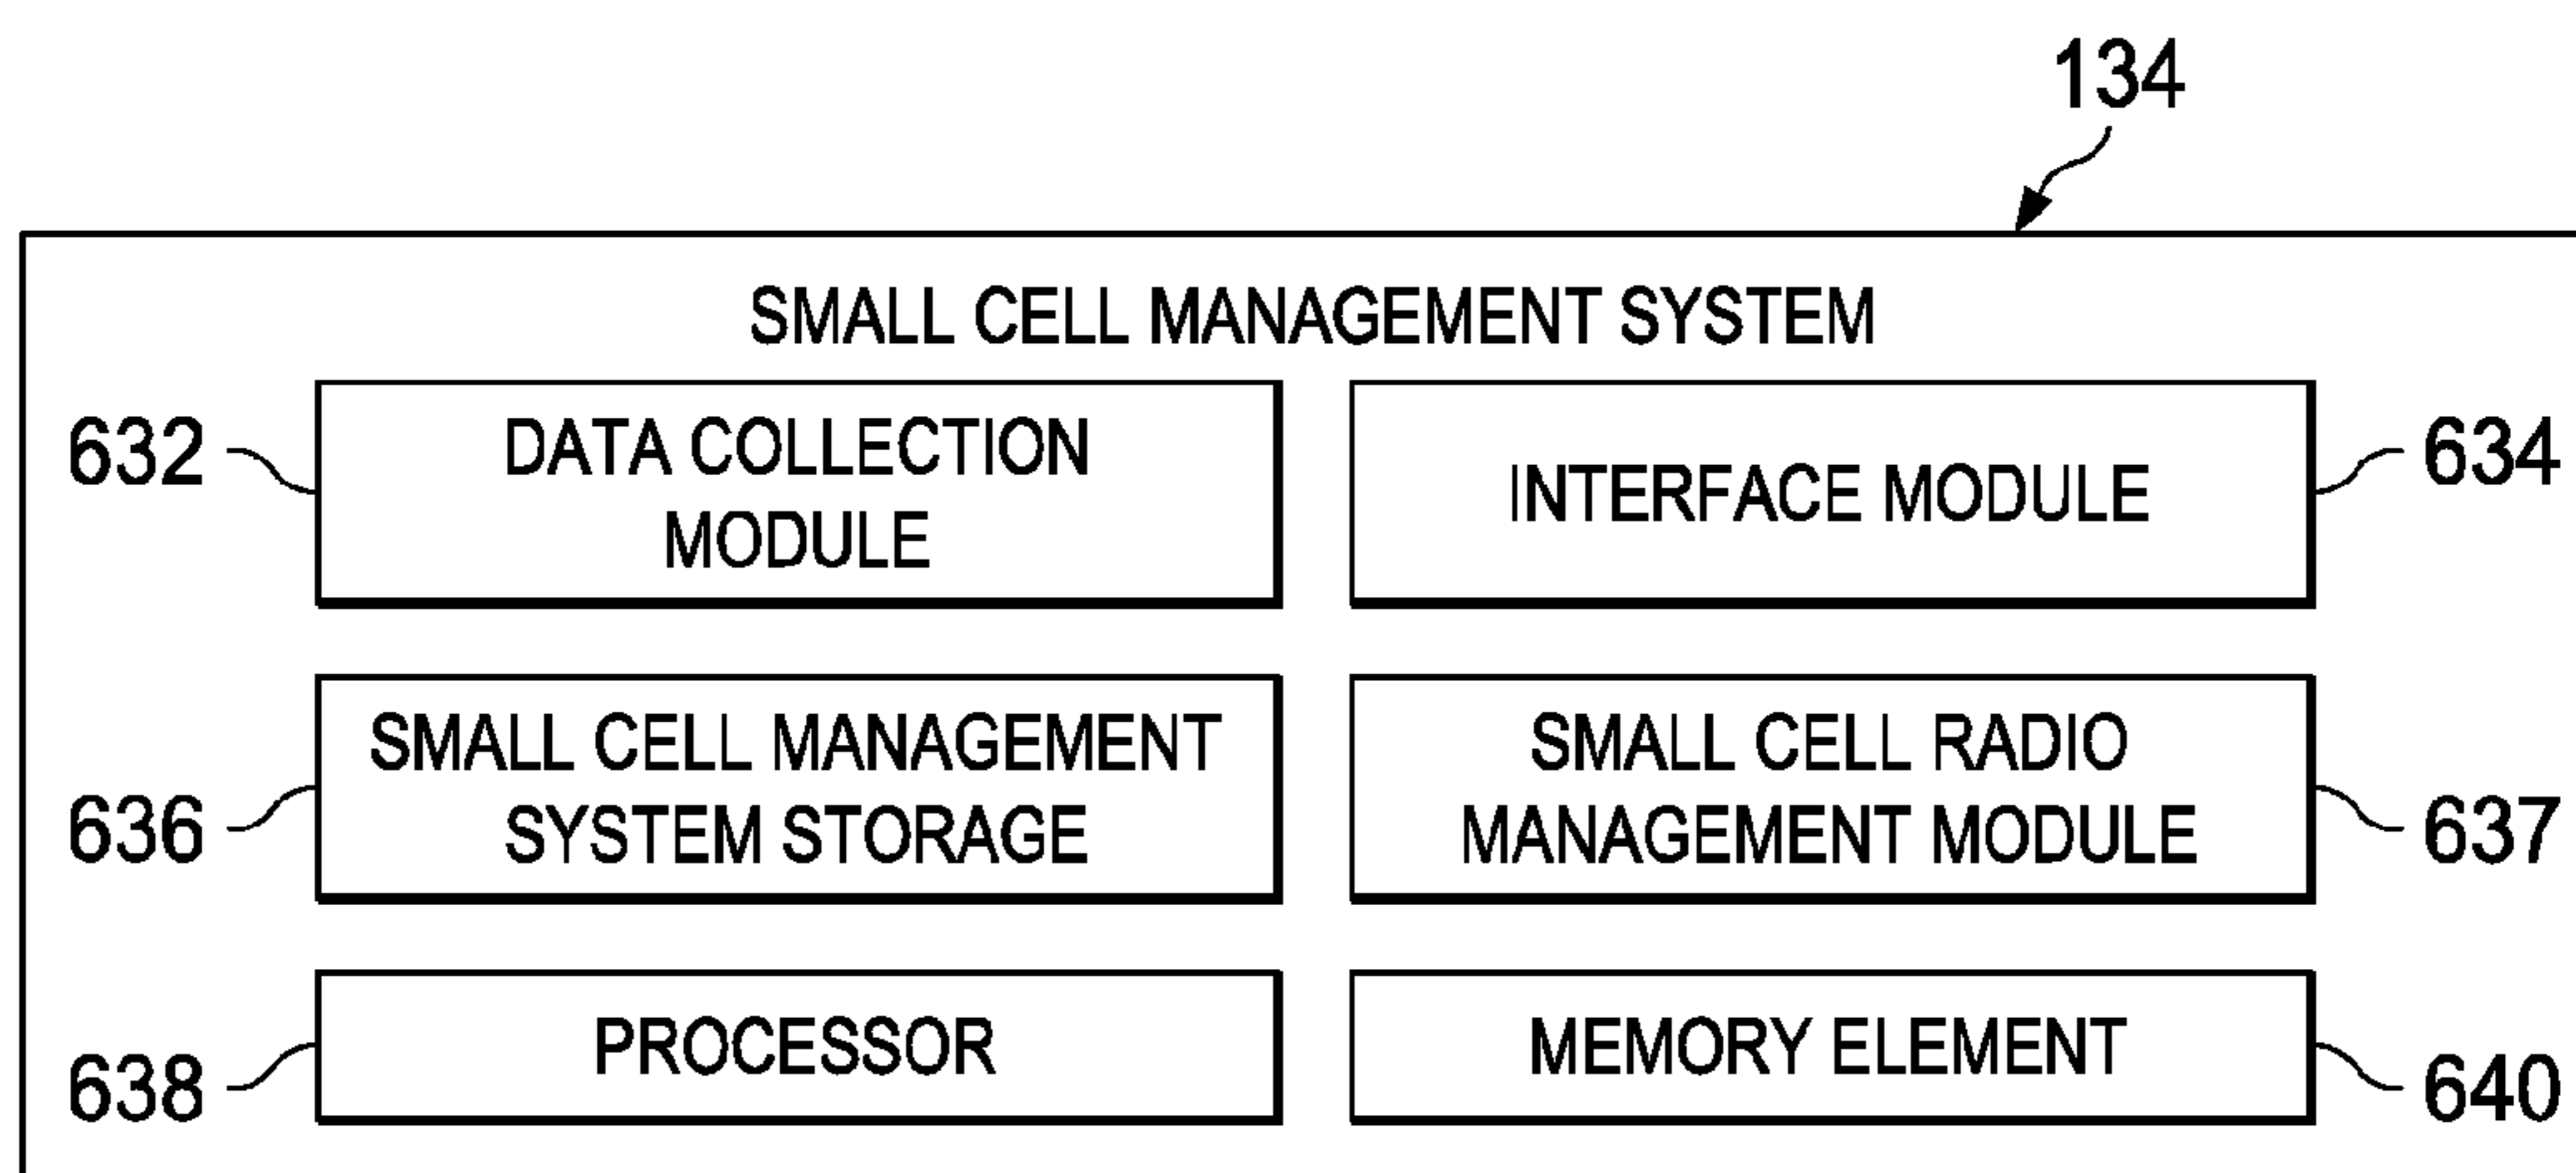 134
SMALL CELL MANAGEMENT SYSTEM
632
DATA COLLECTION
MODULE
INTERFACE MODULE
634
636
SMALL CELL MANAGEMENT
SYSTEM STORAGE
SMALL CELL RADIO
MANAGEMENT MODULE
637
638
PROCESSOR
MEMORY ELEMENT
640